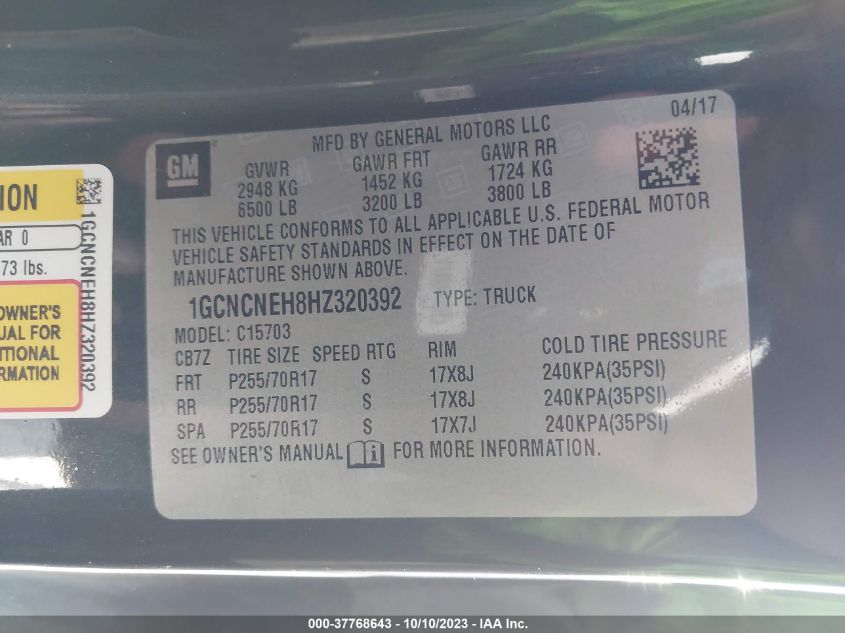 04/17
MFD BY GENERAL MOTORS LLC
GM
GVWR GAWR FRT GAWR RR
2948 KG 1452 KG 1724 KG
6500 LB 3200 LB 3800 LB
THIS VEHICLE CONFORMS TO ALL APPLICABLE U.S. FEDERAL MOTOR
VEHICLE SAFETY STANDARDS IN EFFECT ON THE DATE OF
MANUFACTURE SHOWN ABOVE.
1GCNCNEH8HZ320392 TYPE: TRUCK
MODEL: C15703
CB7Z TIRE SIZE SPEED RTG RIM COLD TIRE PRESSURE
FRT P255/70R17 S 17X8J 240KPA(35PSI)
RR P255/70R17 S 17X8J 240KPA(35PSI)
SPA P255/70R17 S 17X7J 240KPA(35PSI)
SEE OWNER'S MANUAL FOR MORE INFORMATION.
ION
AR 0
73 lbs.
OWNER'S
UAL FOR
ITIONAL
RMATION
1GCNCNEH8HZ320392
000-37768643 - 10/10/2023 - IAA Inc.